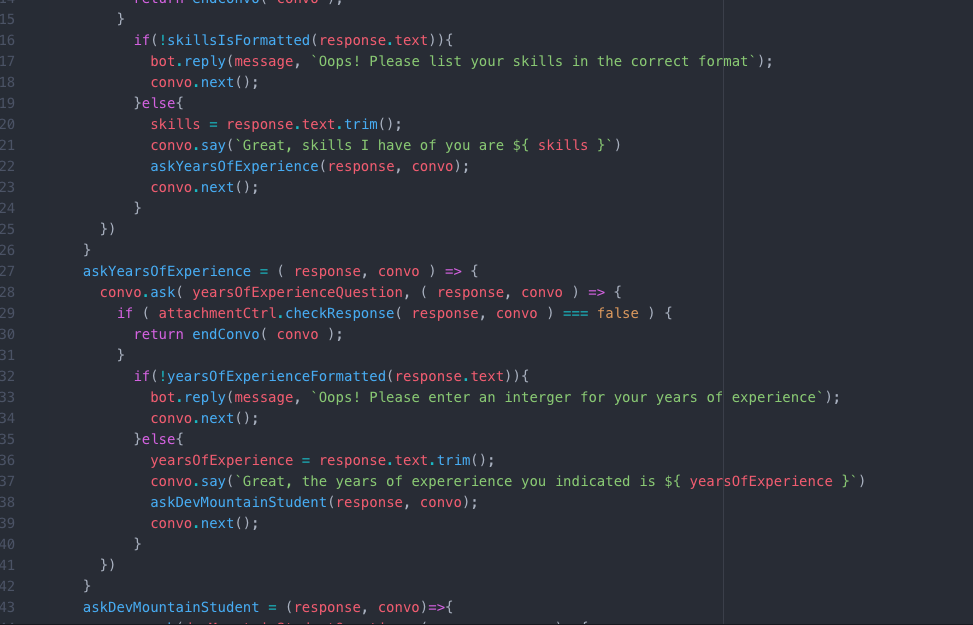 14 return endConvo( convo );
15 }
16 if(!skillsIsFormatted(response.text)){
17 bot.reply(message, `Oops! Please list your skills in the correct format`);
18 convo.next();
19 }else{
20 skills = response.text.trim();
21 convo.say(`Great, skills I have of you are ${ skills }`)
22 askYearsOfExperience(response, convo);
23 convo.next();
24 }
25 })
26 }
27 askYearsOfExperience = ( response, convo ) => {
28 convo.ask( yearsOfExperienceQuestion, ( response, convo ) => {
29 if ( attachmentCtrl.checkResponse( response, convo ) === false ) {
30 return endConvo( convo );
31 }
32 if(!yearsOfExperienceFormatted(response.text)){
33 bot.reply(message, `Oops! Please enter an interger for your years of experience`);
34 convo.next();
35 }else{
36 yearsOfExperience = response.text.trim();
37 convo.say(`Great, the years of expererience you indicated is ${ yearsOfExperience }`)
38 askDevMountainStudent(response, convo);
39 convo.next();
40 }
41 })
42 }
43 askDevMountainStudent = (response, convo)=>{